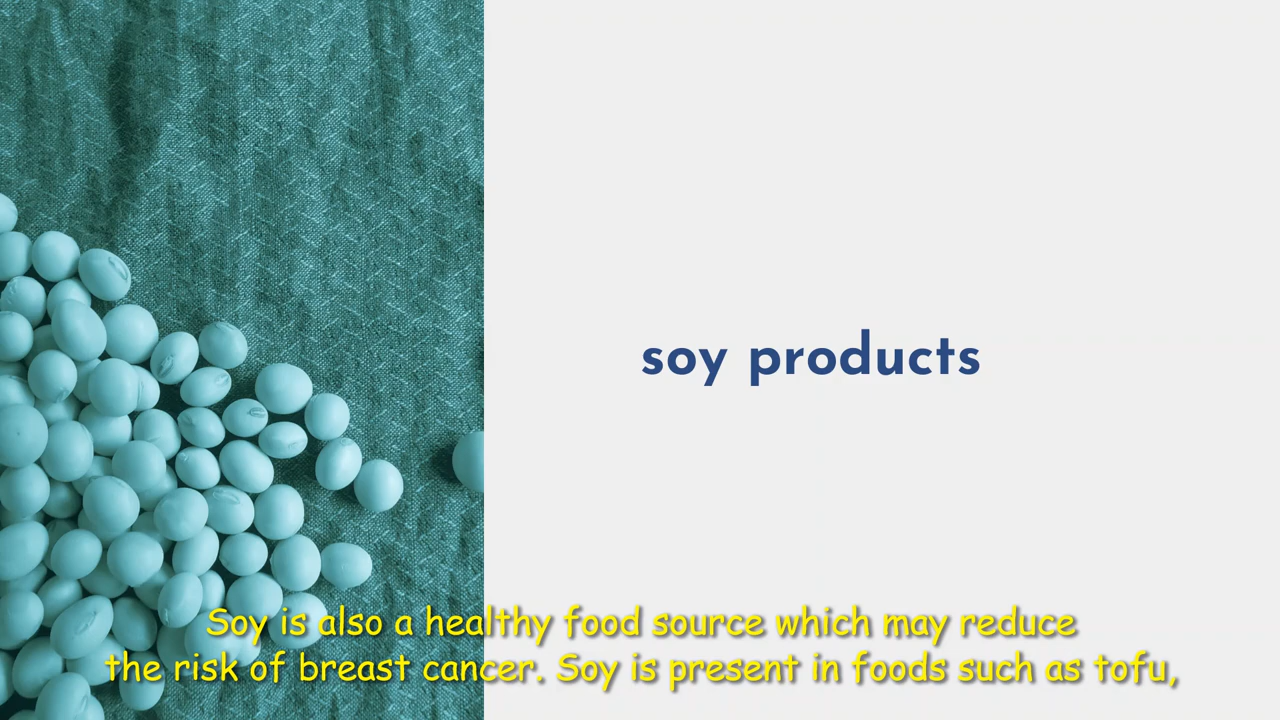 soy products
Soy is also a healthy food source which may reduce
the risk of breast cancer. Soy is present in foods such as tofu,